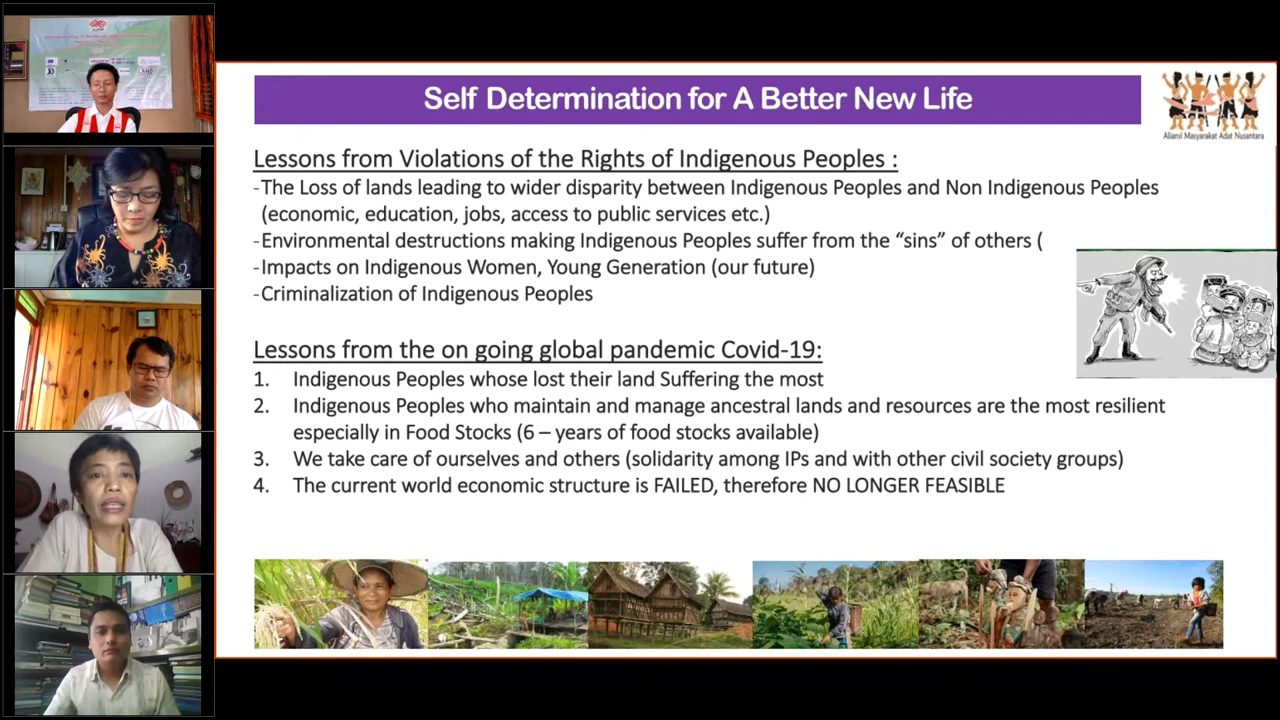 Self Determination for A Better New Life
Aliansi Masyarakat Adat Nusantara
Lessons from Violations of the Rights of Indigenous Peoples :
-The Loss of lands leading to wider disparity between Indigenous Peoples and Non Indigenous Peoples
(economic, education, jobs, access to public services etc.)
-Environmental destructions making Indigenous Peoples suffer from the “sins” of others (
-Impacts on Indigenous Women, Young Generation (our future)
-Criminalization of Indigenous Peoples
Lessons from the on going global pandemic Covid-19:
1. Indigenous Peoples whose lost their land Suffering the most
2. Indigenous Peoples who maintain and manage ancestral lands and resources are the most resilient
especially in Food Stocks (6 – years of food stocks available)
3. We take care of ourselves and others (solidarity among IPs and with other civil society groups)
4. The current world economic structure is FAILED, therefore NO LONGER FEASIBLE